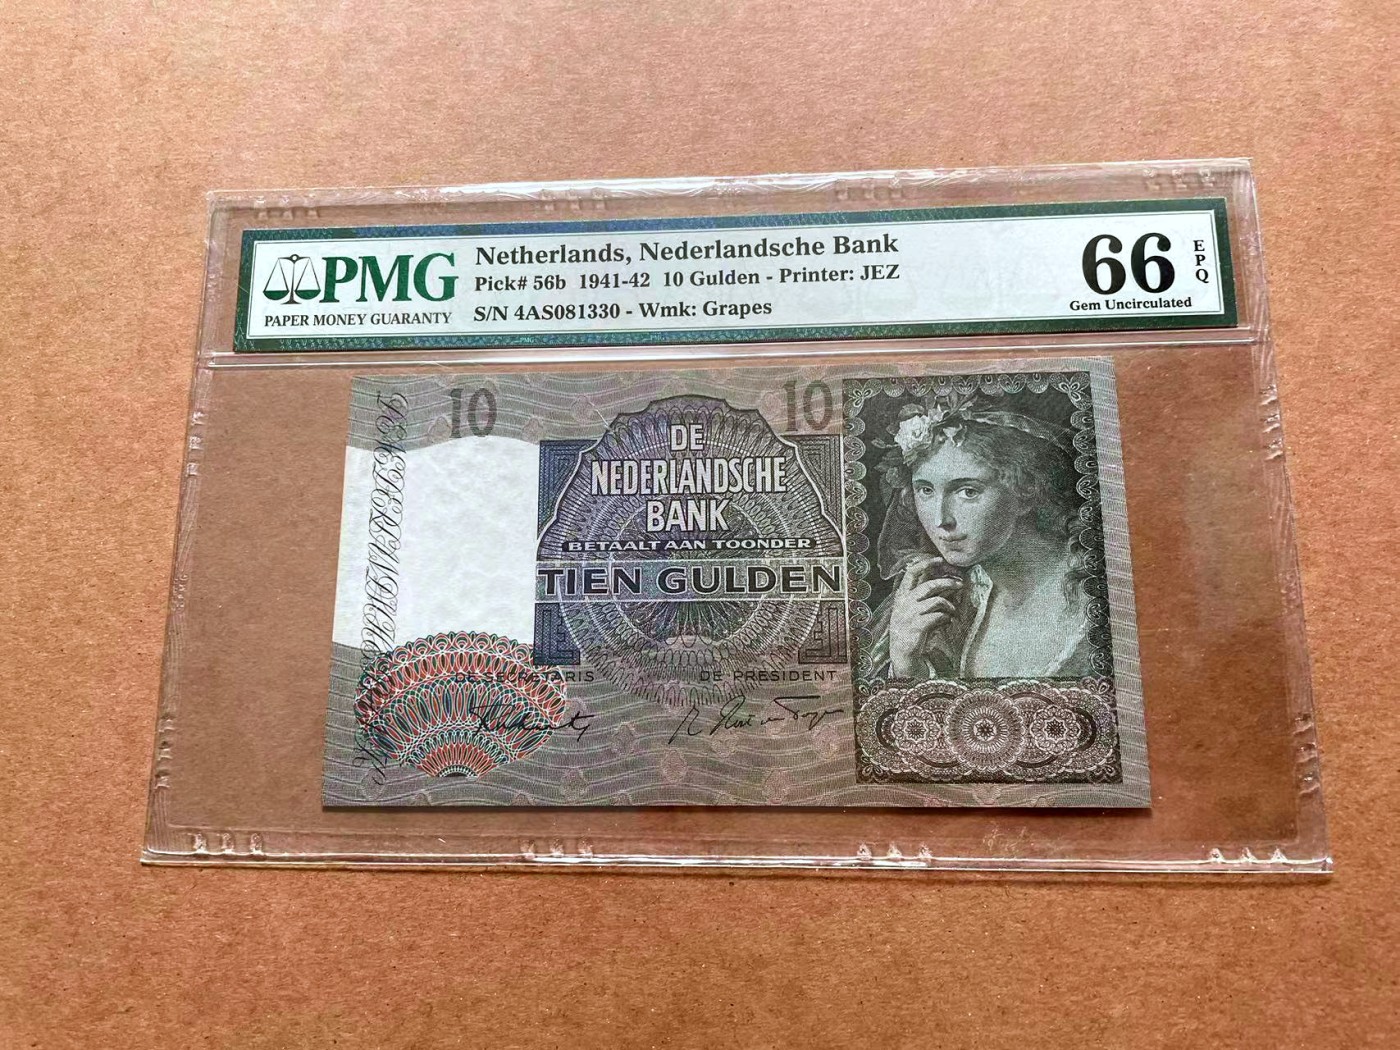 PMG
PAPER MONEY GUARANTY
Netherlands, Nederlandsche Bank
Pick# 56b 1941-42 10 Gulden - Printer: JEZ
S/N 4AS081330 - Wmk: Grapes
66
EPQ
Gem Uncirculated
10
10
DE
NEDERLANDSCHE
BANK
BETAALT AAN TOONDER
TIEN GULDEN
DE SECRETARIS
DE PRESIDENT